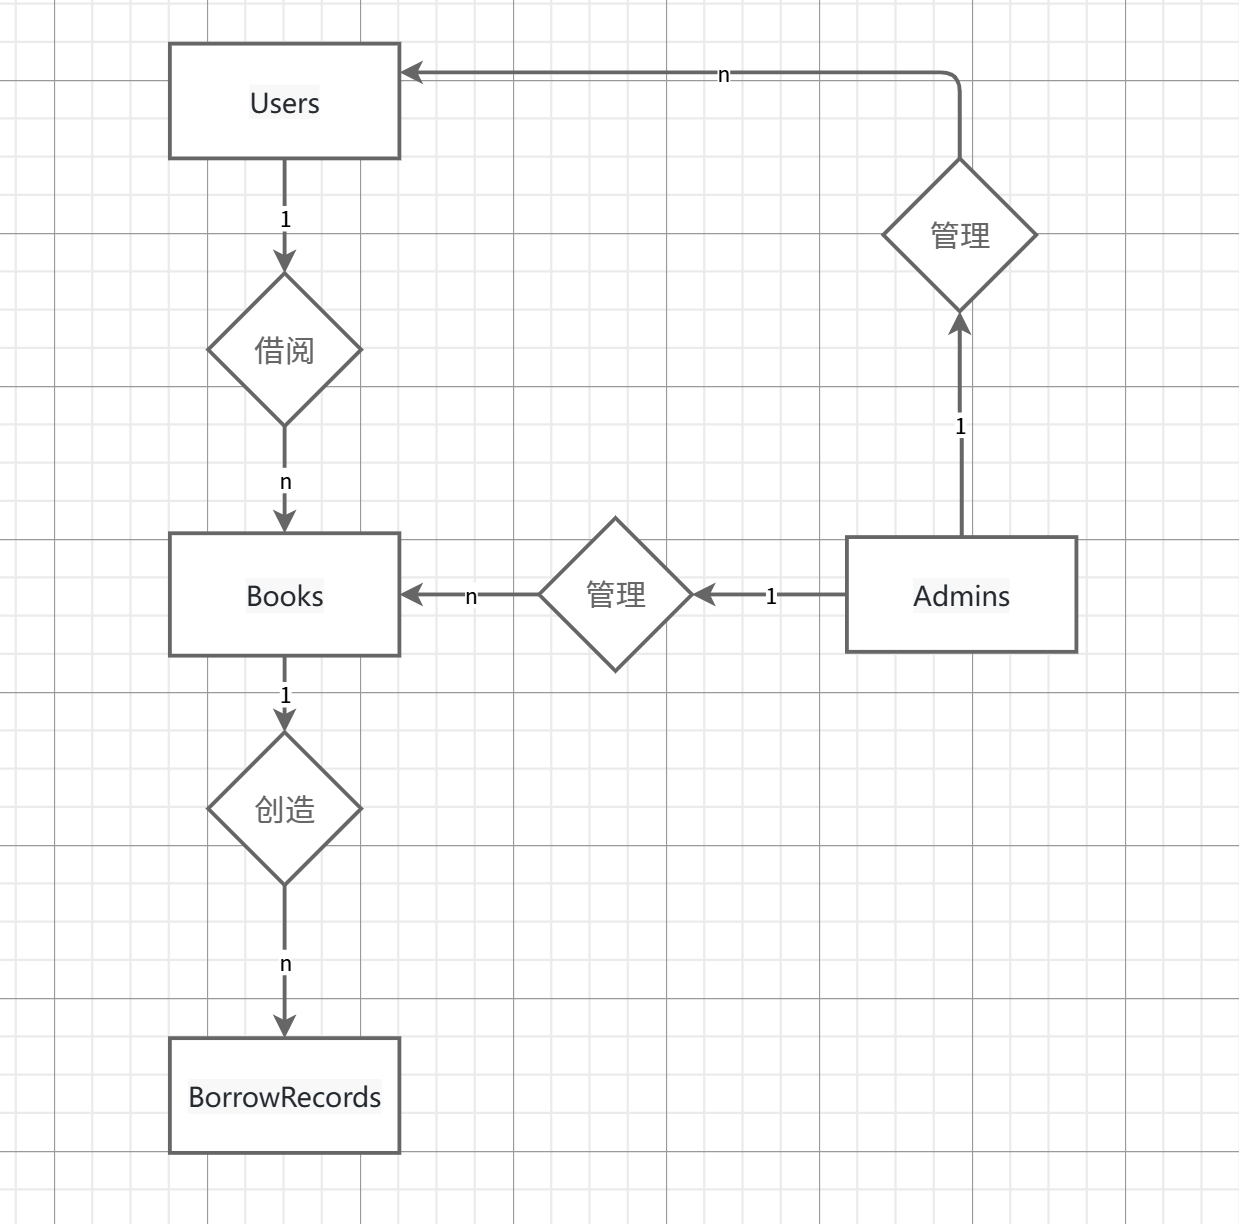 Users
n
1
管理
借阅
1
n
Books
n
管理
1
Admins
1
创造
n
BorrowRecords